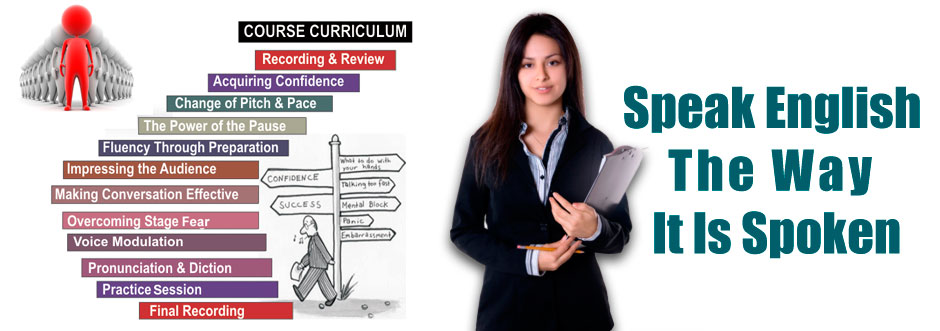 COURSE CURRICULUM
Recording & Review
Acquiring Confidence
Change of Pitch & Pace
The Power of the Pause
Fluency Through Preparation
Impressing the Audience
Making Conversation Effective
Overcoming Stage Fear
Voice Modulation
Pronunciation & Diction
Practice Session
Final Recording
What to do with
your hands
CONFIDENCE
Talking too fast
SUCCESS
Mental Block
Panic
Embarrassment
Speak English
The Way
It Is Spoken